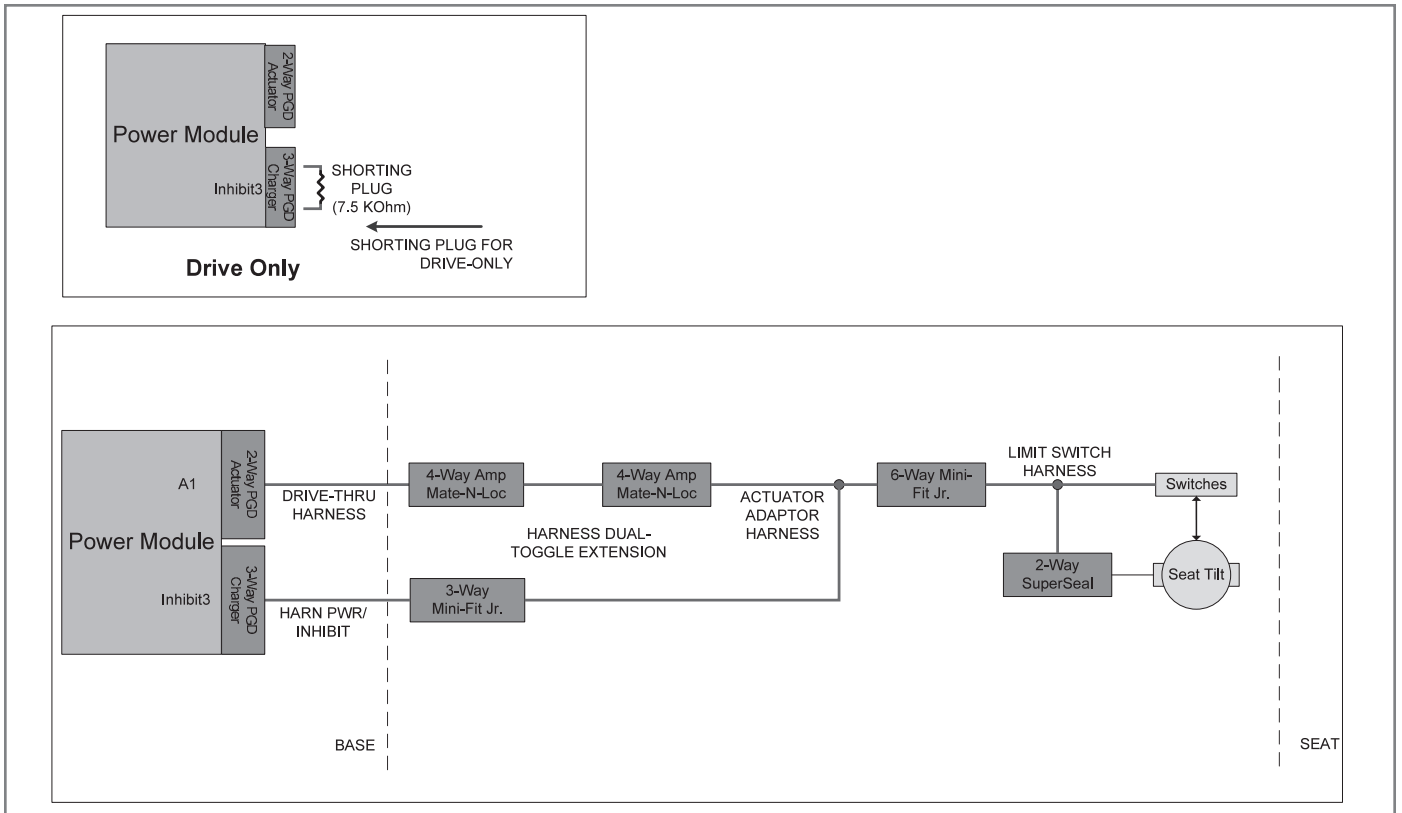 2-Way PGD
Actuator
Power Module
3-Way PGD
Charger
Inhibit3
SHORTING
PLUG
(7.5 KOhm)
SHORTING PLUG FOR
DRIVE-ONLY
Drive Only
2-Way PGD
Actuator
A1
Power Module
3-Way PGD
Charger
Inhibit3
DRIVE-THRU
HARNESS
HARN PWR/
INHIBIT
4-Way Amp
Mate-N-Loc
4-Way Amp
Mate-N-Loc
HARNESS DUAL-
TOGGLE EXTENSION
3-Way
Mini-Fit Jr.
ACTUATOR
ADAPTOR
HARNESS
6-Way Mini-
Fit Jr.
LIMIT SWITCH
HARNESS
Switches
2-Way
SuperSeal
Seat Tilt
BASE
SEAT